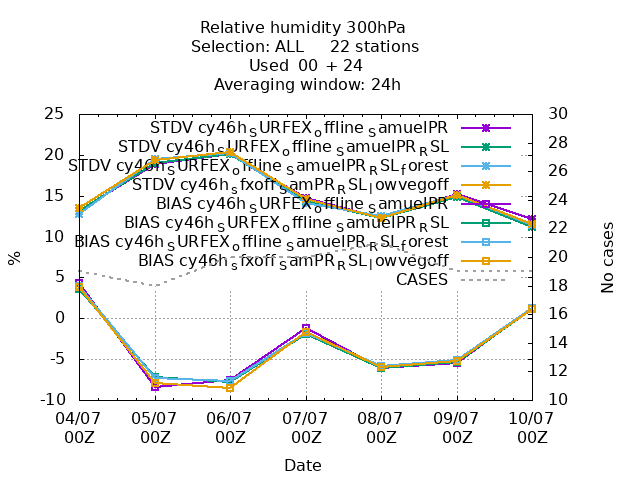 Relative humidity 300hPa
Selection: ALL 22 stations
Used 00 + 24
Averaging window: 24h
STDV cy46h_SURFEX_offline_SamuelPR
STDV cy46h_SURFEX_offline_SamuelPR_RSL
STDV cy46h_SURFEX_offline_SamuelPR_RSL_forest
STDV cy46h_sfxoff_SamPR_RSL_lowvegoff
BIAS cy46h_SURFEX_offline_SamuelPR
BIAS cy46h_SURFEX_offline_SamuelPR_RSL
BIAS cy46h_SURFEX_offline_SamuelPR_RSL_forest
BIAS cy46h_sfxoff_SamPR_RSL_lowvegoff
CASES
25
20
15
10
5
0
-5
-10
%
30
28
26
24
22
20
18
16
14
12
10
No cases
04/07 05/07 06/07 07/07 08/07 09/07 10/07
00Z 00Z 00Z 00Z 00Z 00Z 00Z
Date